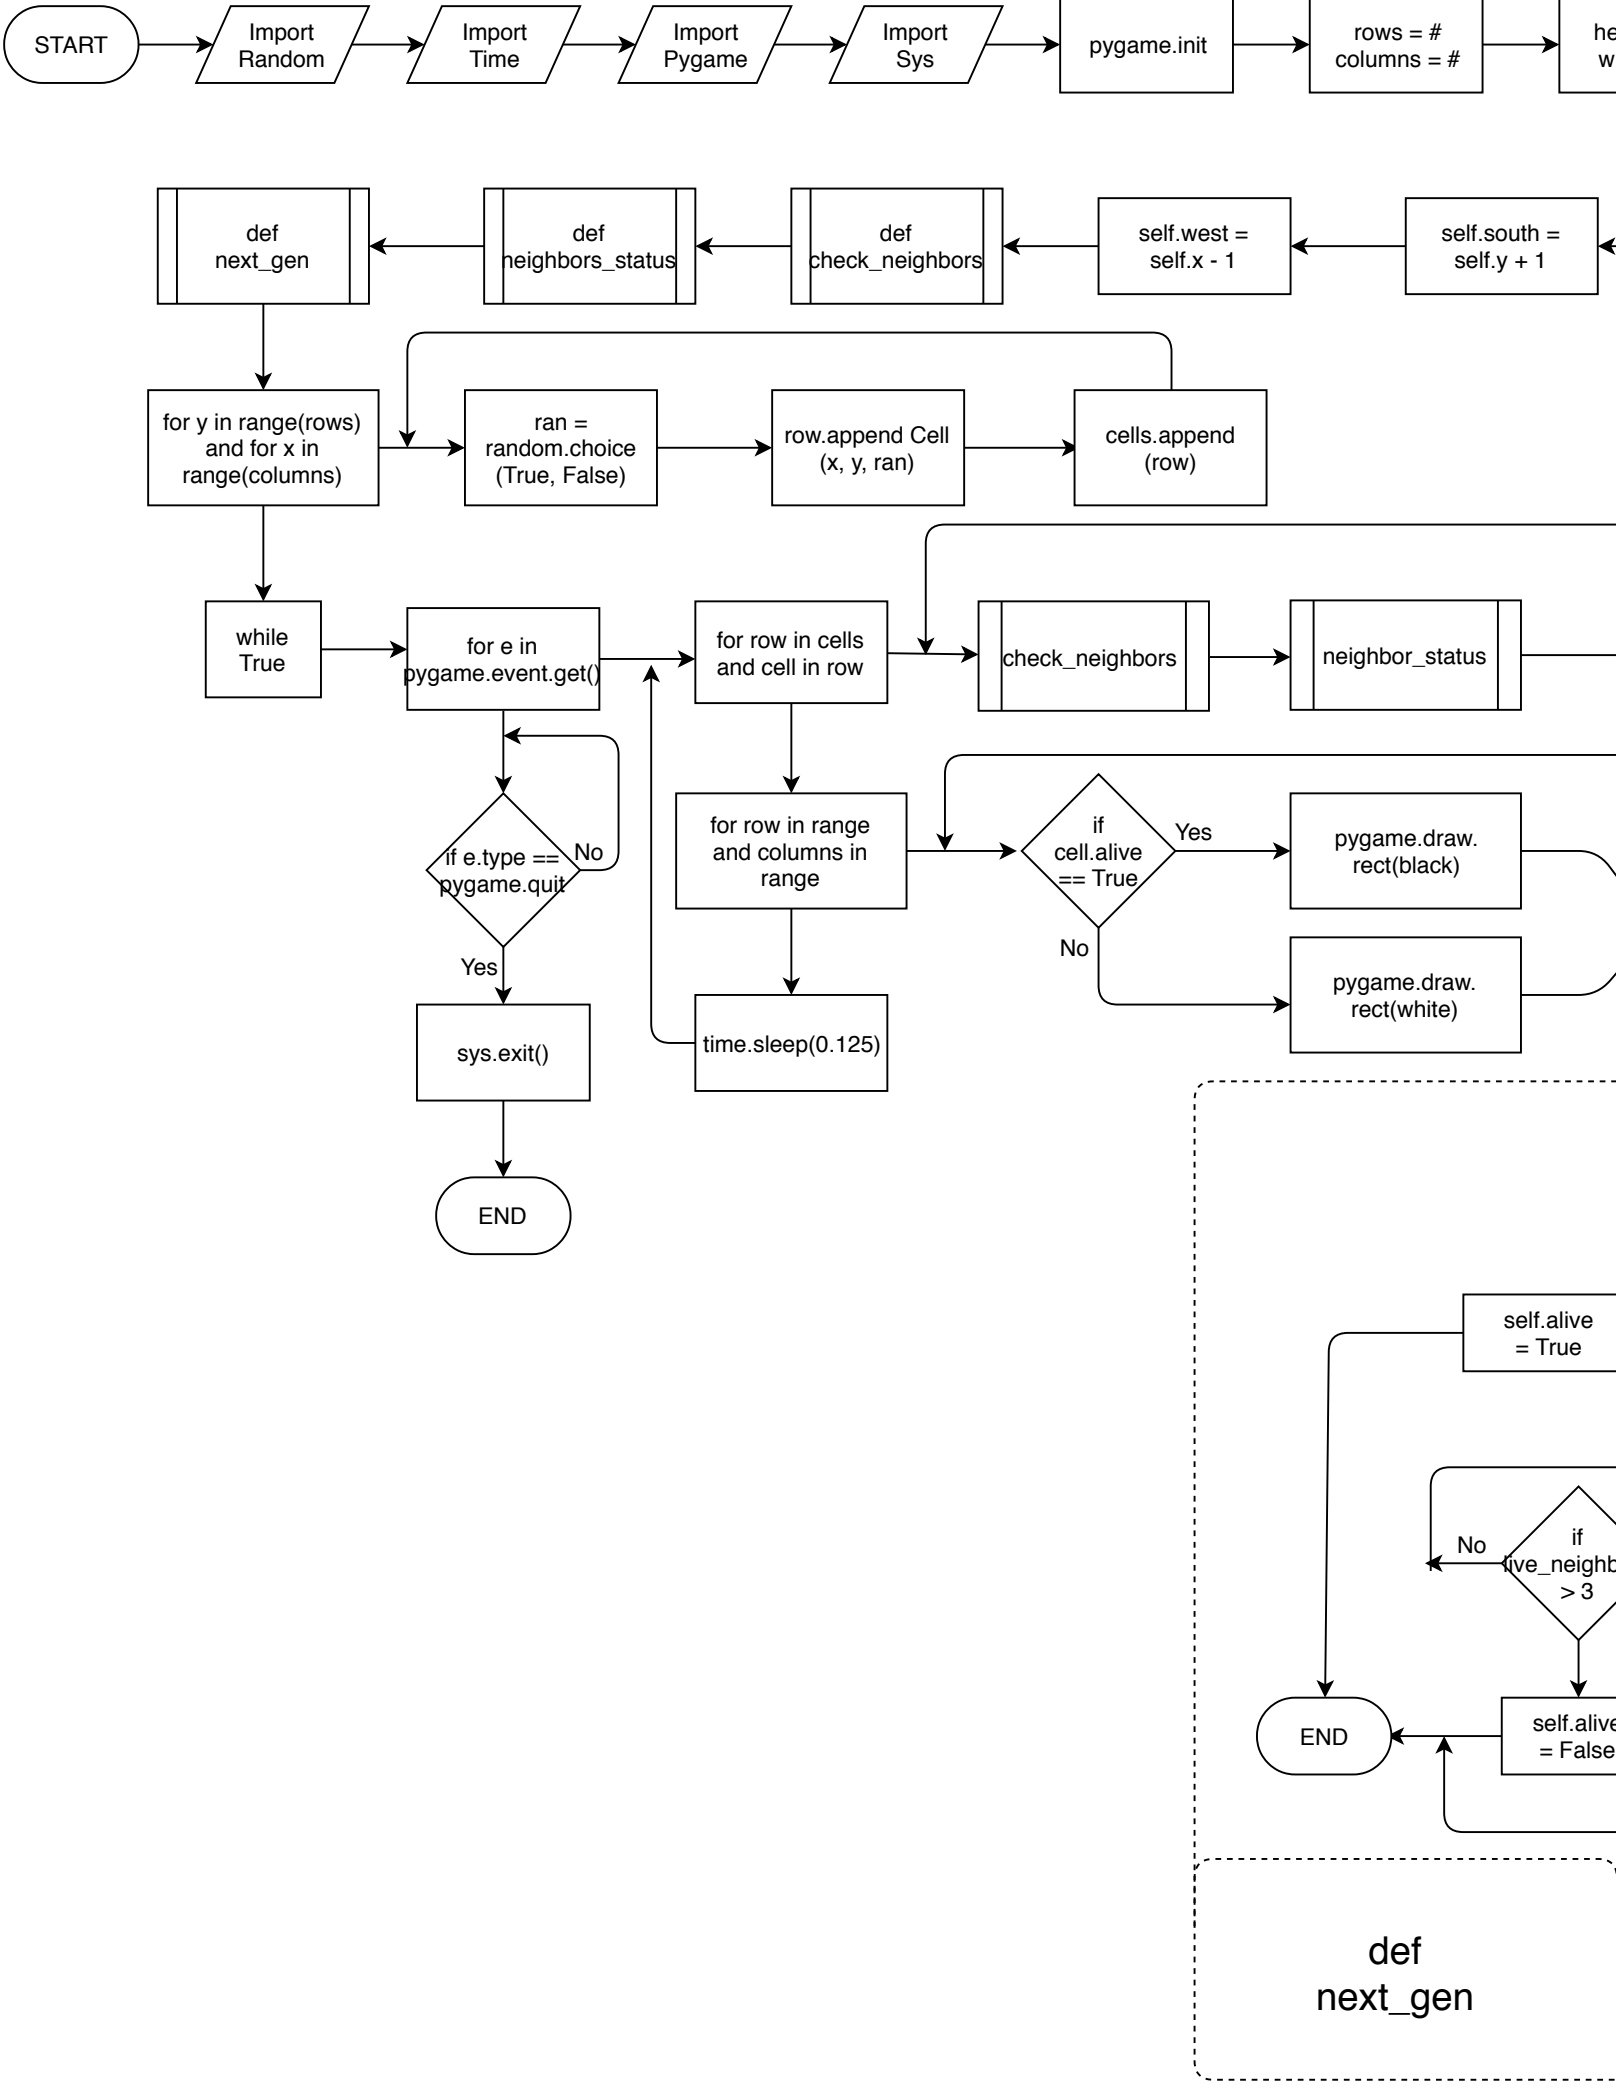 START
Import
Random
Import
Time
Import
Pygame
Import
Sys
pygame.init
rows = #
columns = #
def
next_gen
def
neighbors_status
def
check_neighbors
self.west =
self.x - 1
self.south =
self.y + 1
for y in range(rows)
and for x in
range(columns)
ran =
random.choice
(True, False)
row.append Cell
(x, y, ran)
cells.append
(row)
while
True
for e in
pygame.event.get()
for row in cells
and cell in row
check_neighbors
neighbor_status
if e.type ==
pygame.quit
No
Yes
sys.exit()
END
for row in range
and columns in
range
time.sleep(0.125)
if
cell.alive
== True
Yes
No
pygame.draw.
rect(black)
pygame.draw.
rect(white)
self.alive
= True
No
if
live_neighb
> 3
self.alive
= False
END
def
next_gen